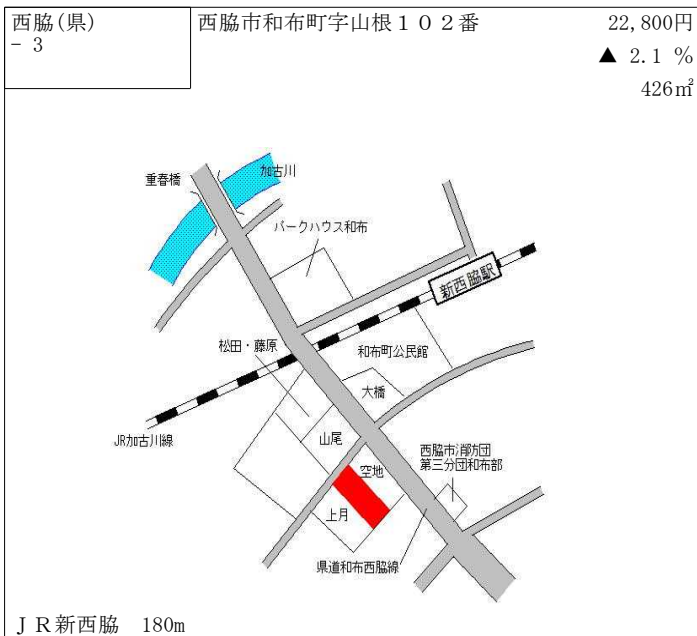 西脇(県)
- 3
西脇市和布町字山根１０２番
22,800円
▲ 2.1 %
426㎡
加古川
重春橋
パークハウス和布
新西脇駅
松田・藤原
和布町公民館
大橋
JR加古川線
山尾
西脇市消防団
第三分団和布部
空地
上月
県道和布西脇線
ＪＲ新西脇　180m